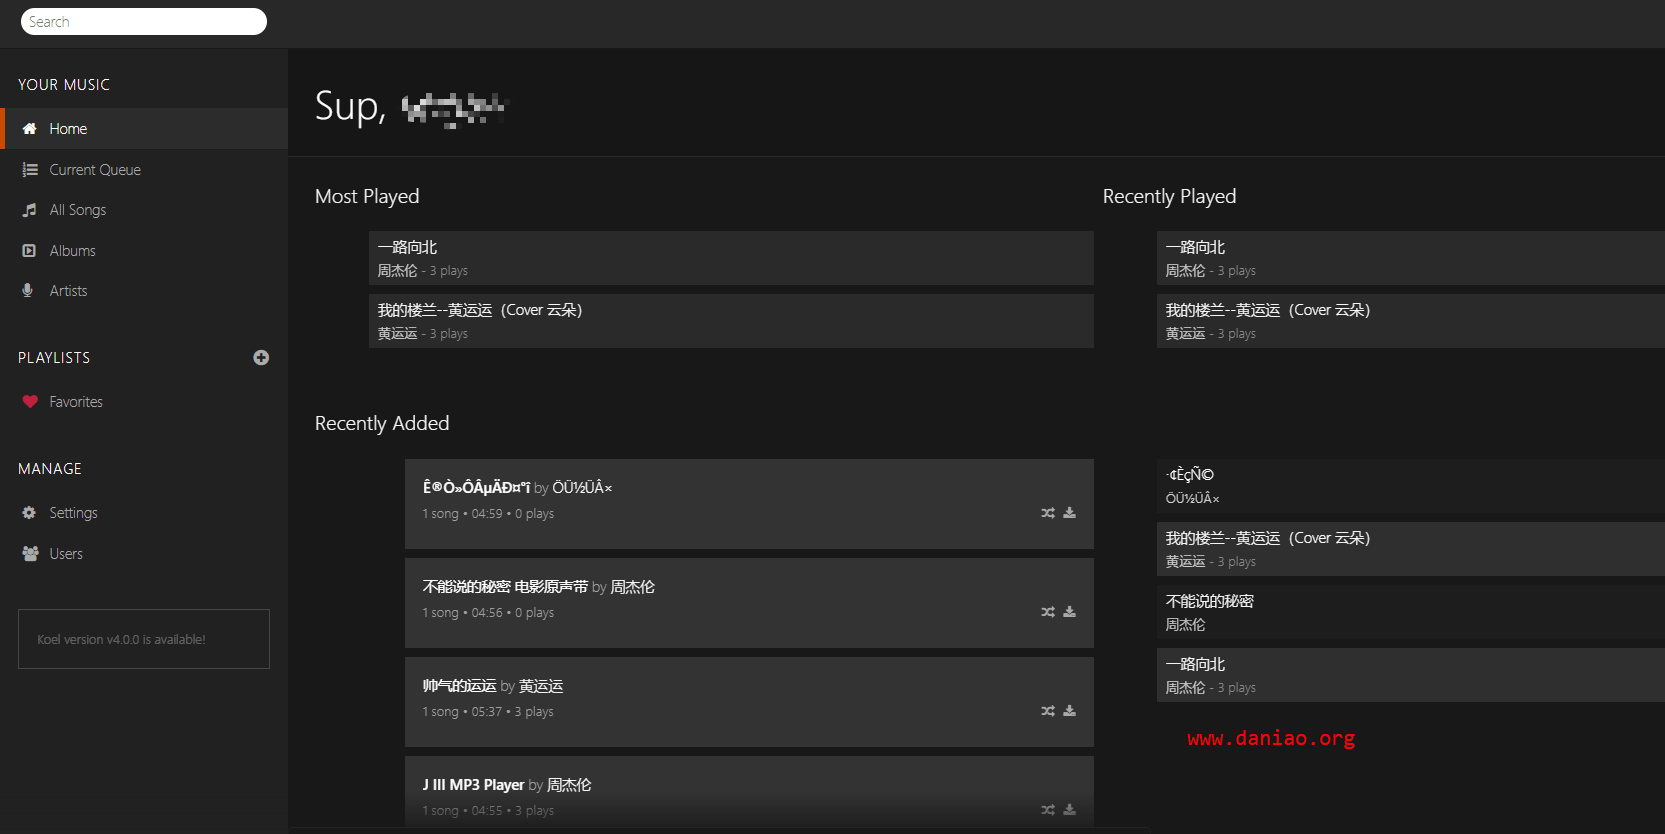 Search
YOUR MUSIC
Home
Current Queue
All Songs
Albums
Artists
PLAYLISTS
Favorites
MANAGE
Settings
Users
Koel version v4.0.0 is available!
Sup,
Most Played
一路向北
周杰伦 - 3 plays
我的楼兰--黄运运（Cover 云朵）
黄运运 - 3 plays
Recently Played
一路向北
周杰伦 - 3 plays
我的楼兰--黄运运（Cover 云朵）
黄运运 - 3 plays
Recently Added
Ê®Ò»ÔÂµÄÐ¤°î by ÖÜ½ÜÂ×
1 song • 04:59 • 0 plays
不能说的秘密 电影原声带 by 周杰伦
1 song • 04:56 • 0 plays
帅气的运运 by 黄运运
1 song • 05:37 • 3 plays
J III MP3 Player by 周杰伦
1 song • 04:55 • 3 plays
·¢ÈçÑ©
ÖÜ½ÜÂ×
我的楼兰--黄运运（Cover 云朵）
黄运运 - 3 plays
不能说的秘密
周杰伦
一路向北
周杰伦 - 3 plays
www.daniao.org